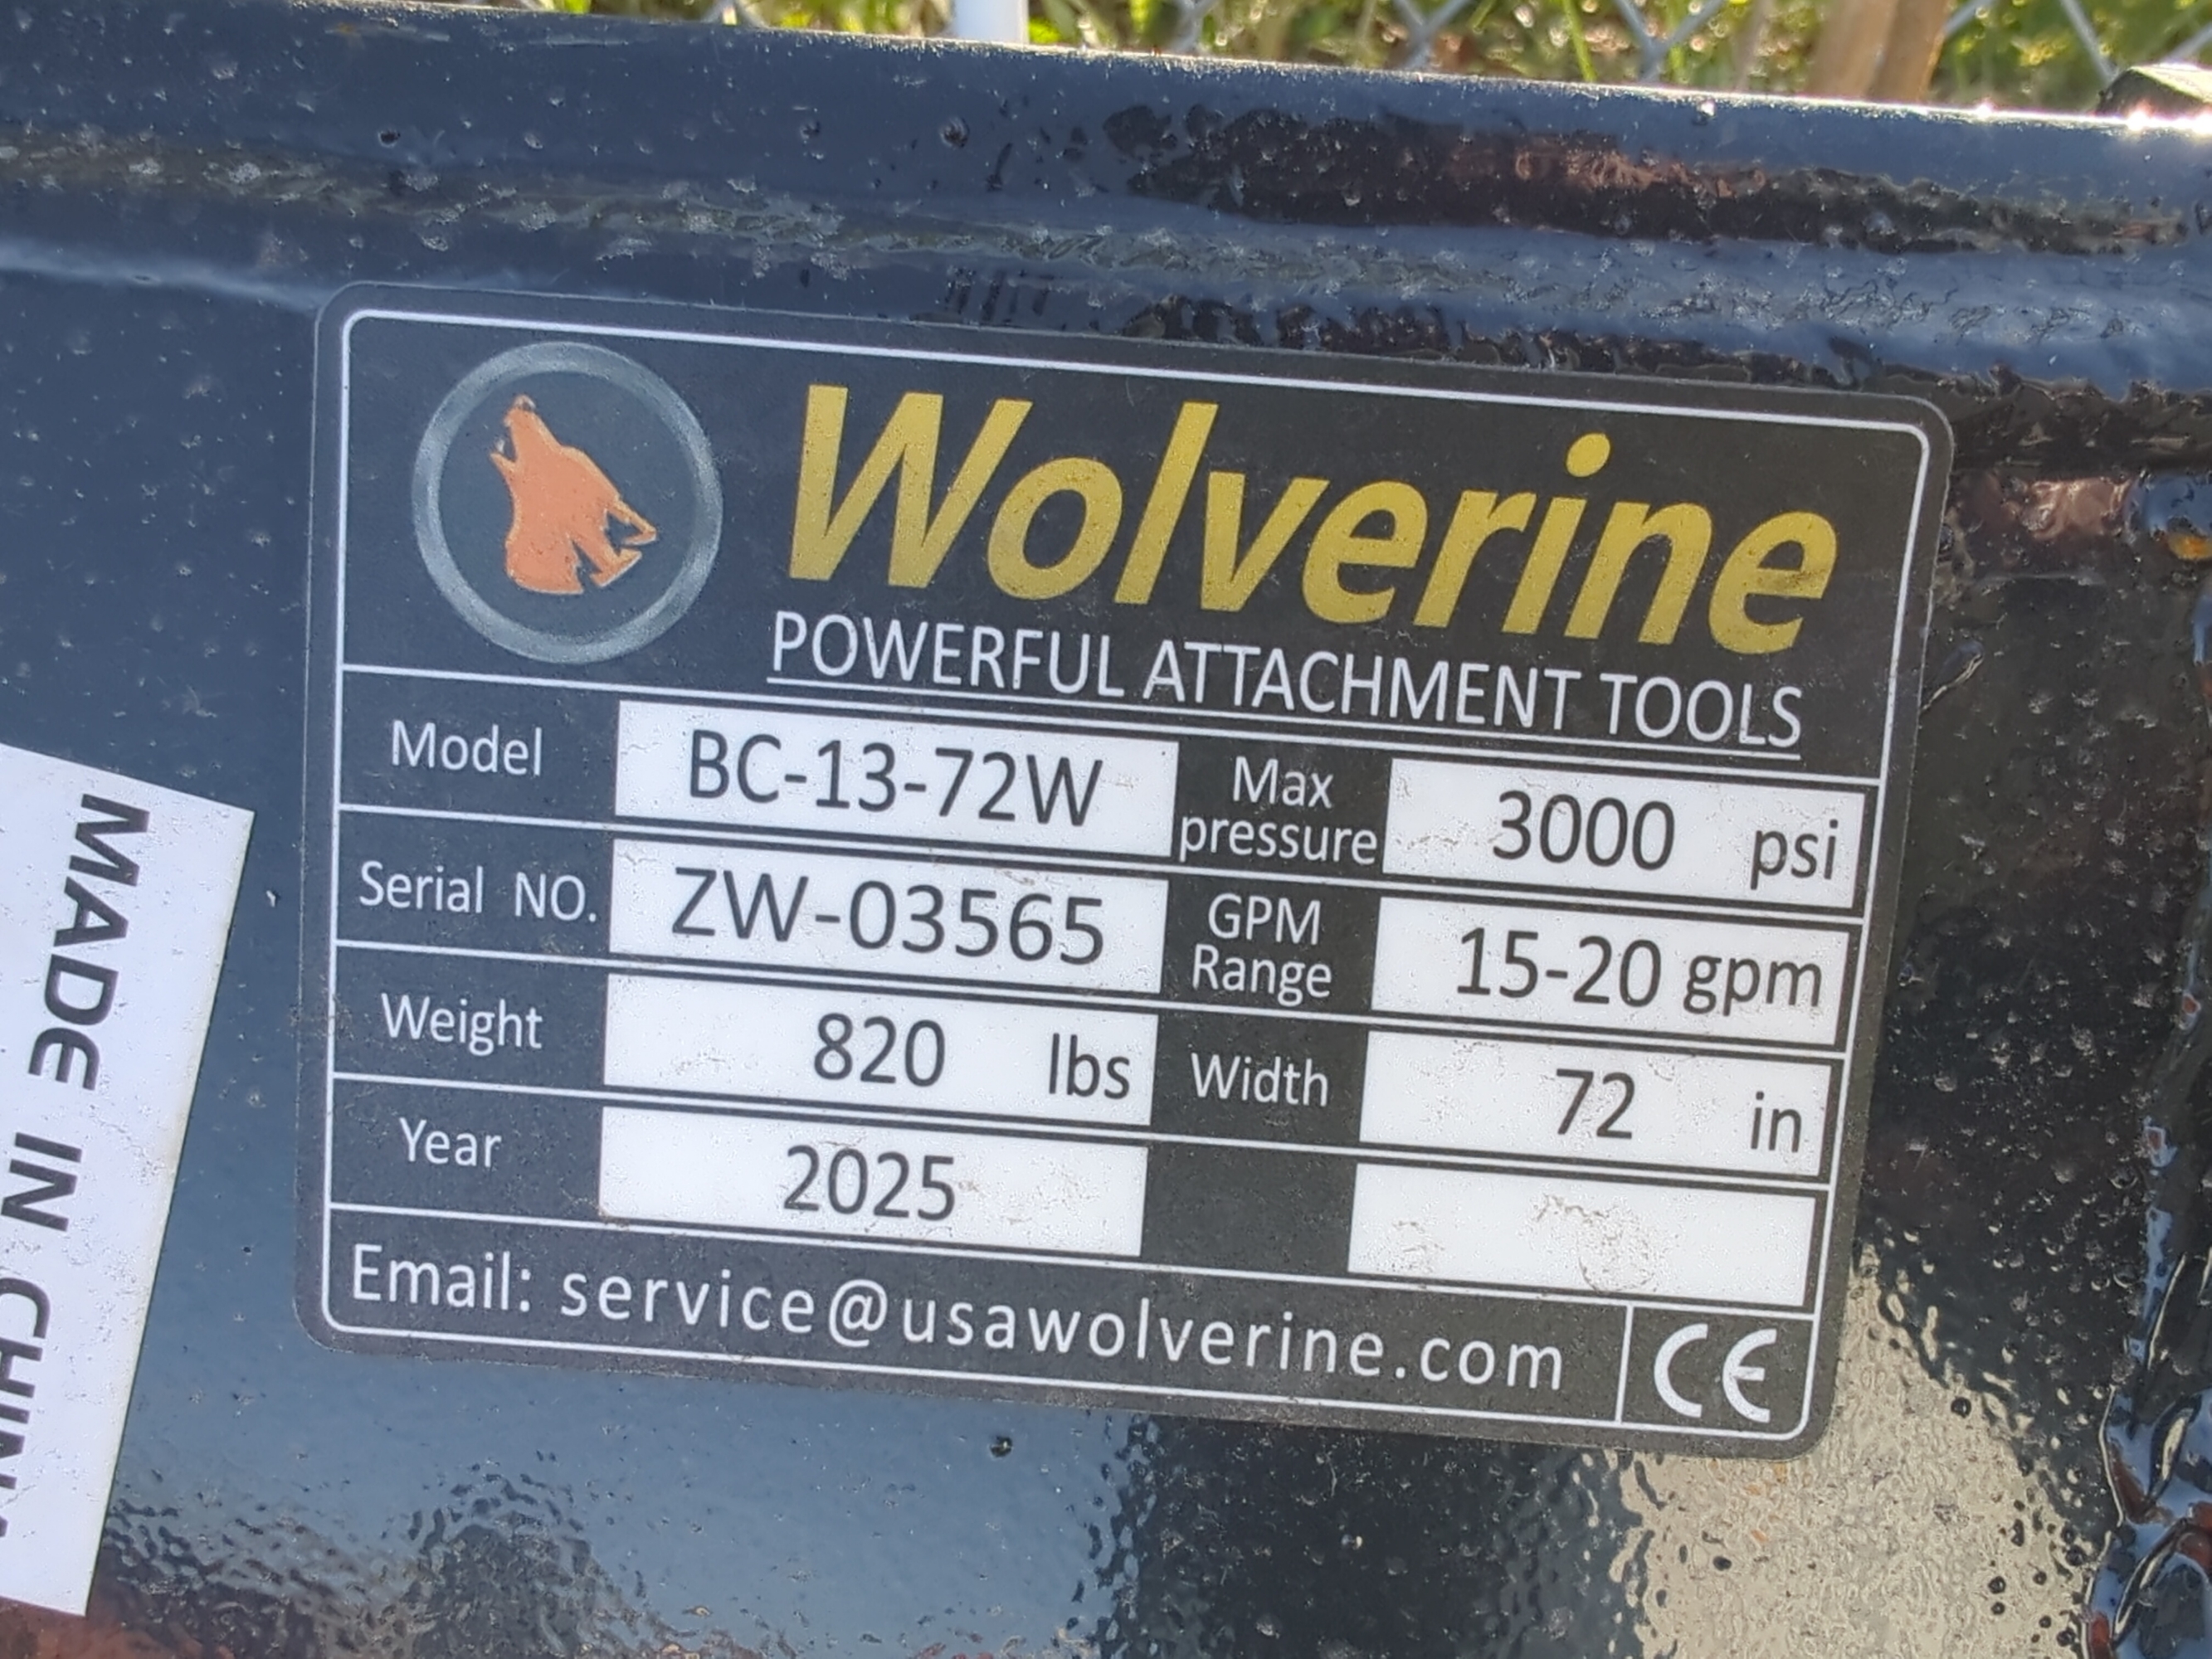 Wolverine
POWERFUL ATTACHMENT TOOLS
Model BC-13-72W Max pressure 3000 psi
Serial NO. ZW-03565 GPM Range 15-20 gpm
Weight 820 lbs Width 72 in
Year 2025
Email: service@usawolverine.com CE
MADE IN CHINA